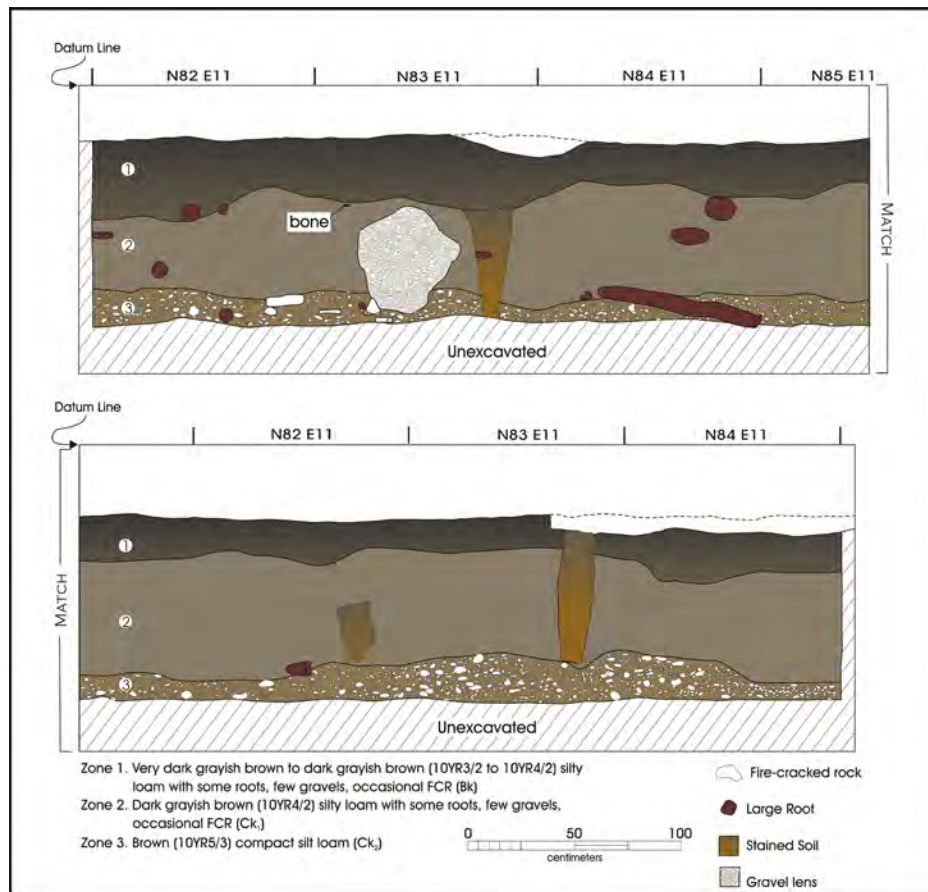 Datum Line
N82 E11 N83 E11 N84 E11 N85 E11
1
bone
2
3
MATCH
Unexcavated
Datum Line
N82 E11 N83 E11 N84 E11
1
MATCH
2
3
Unexcavated
Zone 1. Very dark grayish brown to dark grayish brown (10YR3/2 to 10YR4/2) silty
loam with some roots, few gravels, occasional FCR (Bk)
Zone 2. Dark grayish brown (10YR4/2) silty loam with some roots, few gravels,
occasional FCR (Ck₁)
Zone 3. Brown (10YR5/3) compact silt loam (Ck₂)
0 50 100
centimeters
Fire-cracked rock
Large Root
Stained Soil
Gravel lens